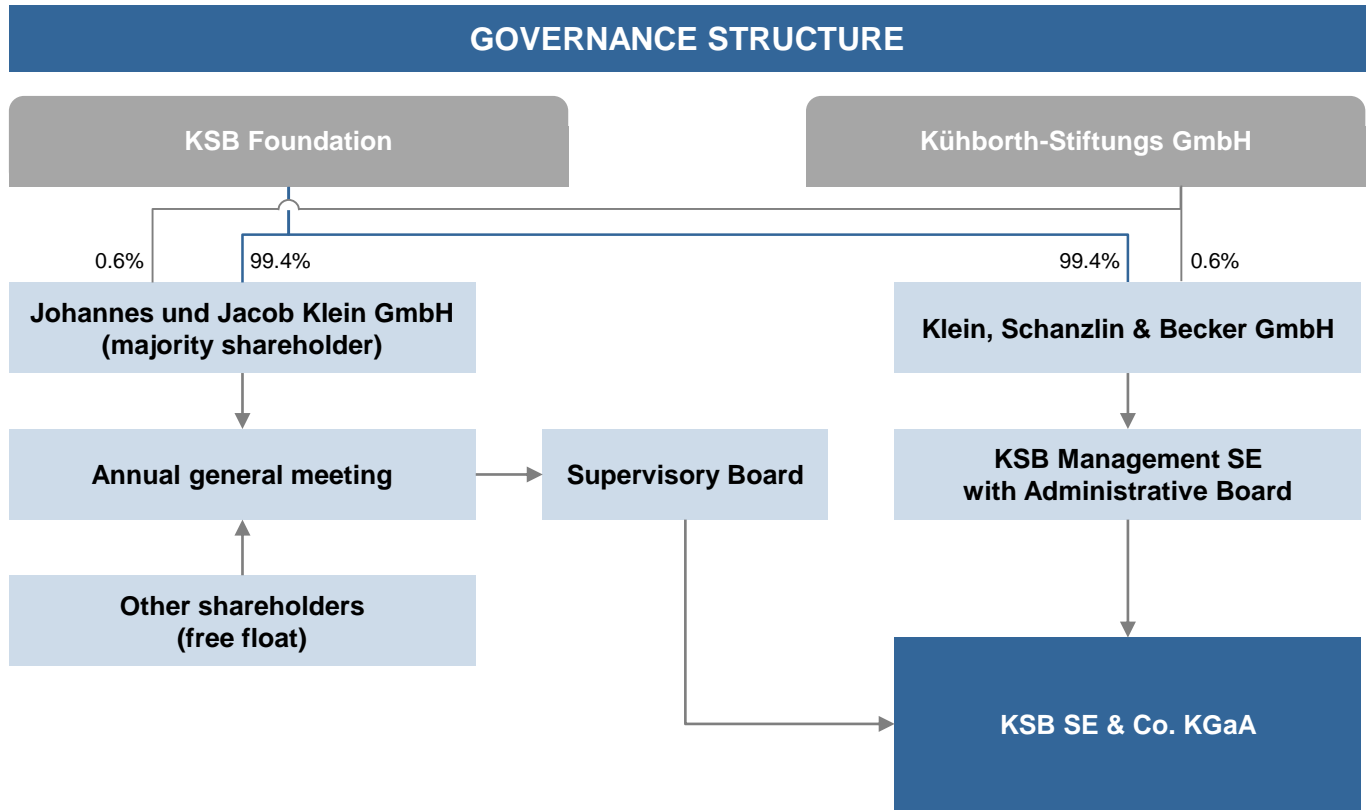 GOVERNANCE STRUCTURE
KSB Foundation
Kühborth-Stiftungs GmbH
0.6%
99.4%
99.4%
0.6%
Johannes und Jacob Klein GmbH
(majority shareholder)
Klein, Schanzlin & Becker GmbH
Annual general meeting
Supervisory Board
KSB Management SE
with Administrative Board
Other shareholders
(free float)
KSB SE & Co. KGaA